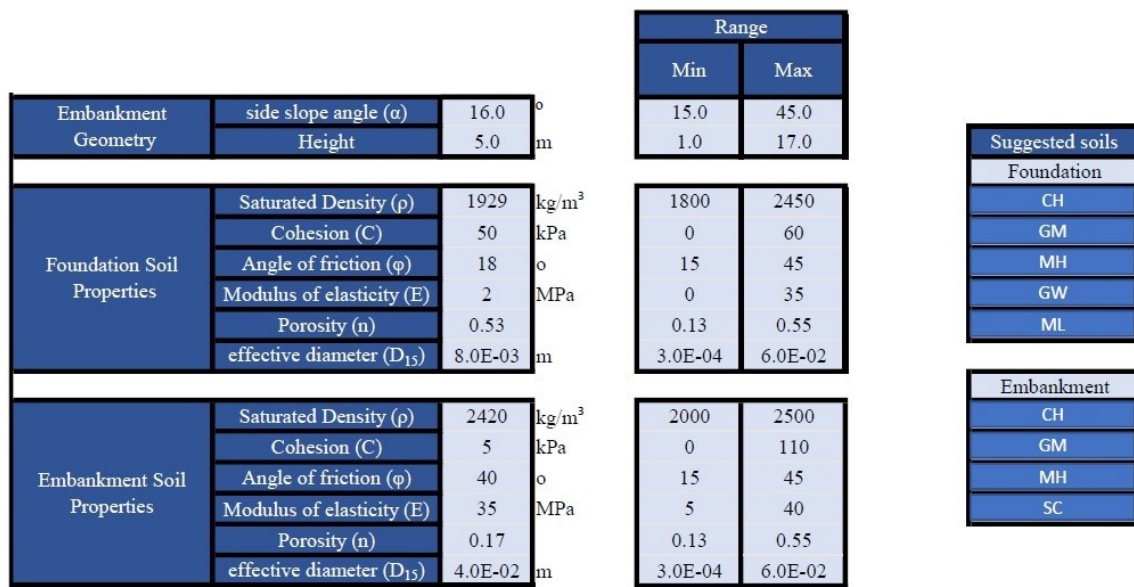 Range
Min Max
Embankment Geometry side slope angle (α) 16.0 o 15.0 45.0
Height 5.0 m 1.0 17.0
Suggested soils
Foundation
CH
GM
MH
GW
ML
Foundation Soil Properties
Saturated Density (ρ) 1929 kg/m³ 1800 2450
Cohesion (C) 50 kPa 0 60
Angle of friction (φ) 18 o 15 45
Modulus of elasticity (E) 2 MPa 0 35
Porosity (n) 0.53 0.13 0.55
effective diameter (D₁₅) 8.0E-03 m 3.0E-04 6.0E-02
Embankment
CH
GM
MH
SC
Embankment Soil Properties
Saturated Density (ρ) 2420 kg/m³ 2000 2500
Cohesion (C) 5 kPa 0 110
Angle of friction (φ) 40 o 15 45
Modulus of elasticity (E) 35 MPa 5 40
Porosity (n) 0.17 0.13 0.55
effective diameter (D₁₅) 4.0E-02 m 3.0E-04 6.0E-02